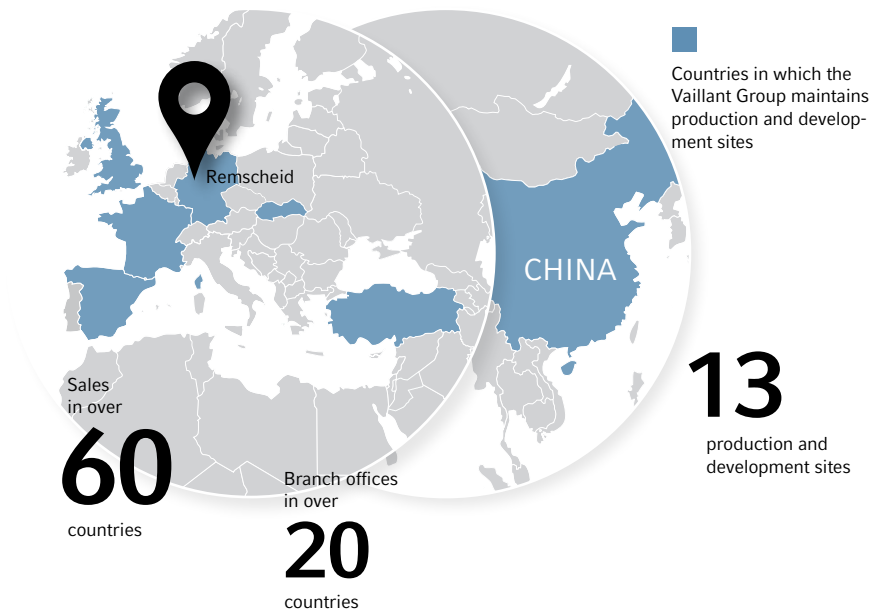 Countries in which the
Vaillant Group maintains
production and develop-
ment sites
Remscheid
CHINA
13
production and
development sites
Sales
in over
60
countries
Branch offices
in over
20
countries